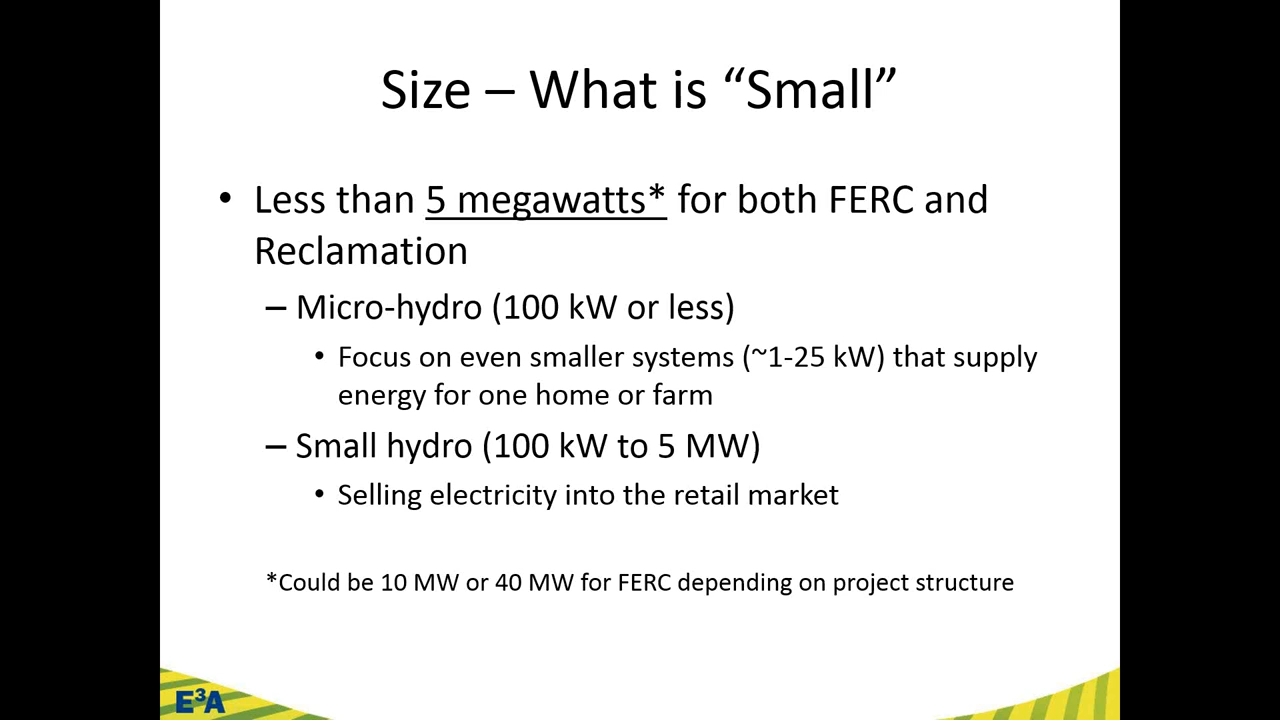 Size – What is “Small”
• Less than 5 megawatts* for both FERC and
Reclamation
– Micro-hydro (100 kW or less)
• Focus on even smaller systems (~1-25 kW) that supply
energy for one home or farm
– Small hydro (100 kW to 5 MW)
• Selling electricity into the retail market
*Could be 10 MW or 40 MW for FERC depending on project structure
E³A